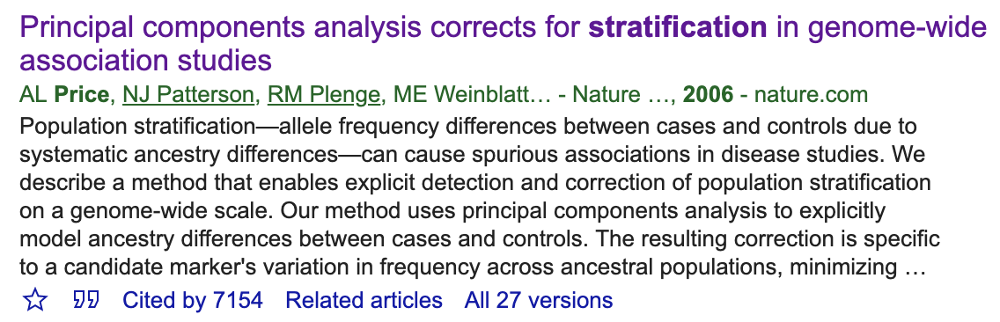 Principal components analysis corrects for stratification in genome-wide
association studies
AL Price, NJ Patterson, RM Plenge, ME Weinblatt… - Nature …, 2006 - nature.com
Population stratification—allele frequency differences between cases and controls due to
systematic ancestry differences—can cause spurious associations in disease studies. We
describe a method that enables explicit detection and correction of population stratification
on a genome-wide scale. Our method uses principal components analysis to explicitly
model ancestry differences between cases and controls. The resulting correction is specific
to a candidate marker's variation in frequency across ancestral populations, minimizing …
Cited by 7154 Related articles All 27 versions